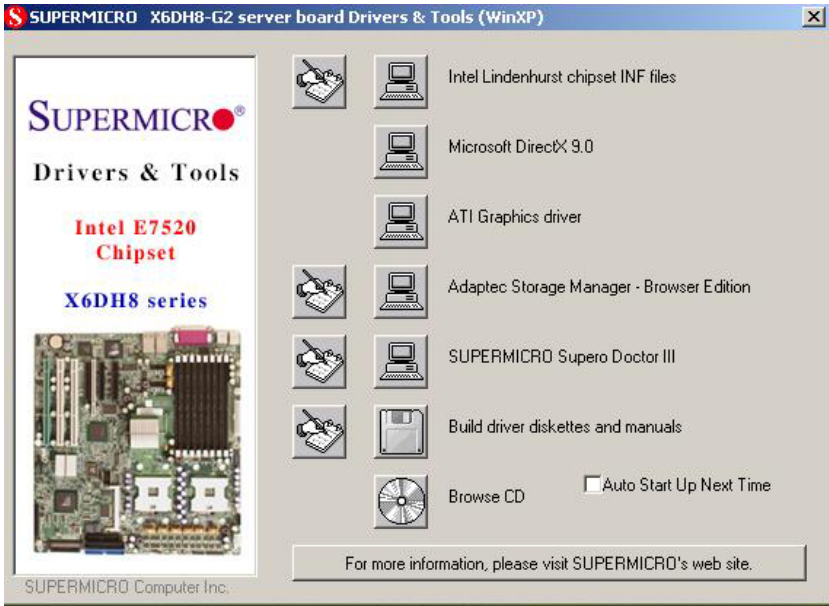 SUPERMICRO X6DH8-G2 server board Drivers & Tools (WinXP)
SUPERMICRO®
Drivers & Tools
Intel E7520
Chipset
X6DH8 series
SUPERMICRO Computer Inc.
Intel Lindenhurst chipset INF files
Microsoft DirectX 9.0
ATI Graphics driver
Adaptec Storage Manager - Browser Edition
SUPERMICRO Supero Doctor III
Build driver diskettes and manuals
Browse CD
Auto Start Up Next Time
For more information, please visit SUPERMICRO's web site.